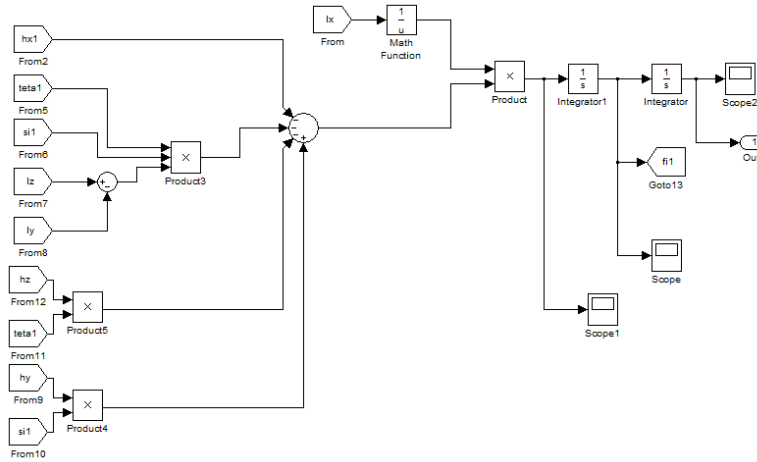 hx1
From2
teta1
From5
si1
From6
Iz
From7
Iy
From8
hz
From12
teta1
From11
hy
From9
si1
From10
×
Product3
×
Product5
×
Product4
+
−
−
−
−
+
Ix
From
1
u
Math
Function
×
Product
1
s
Integrator1
1
s
Integrator
Scope2
1
Ou
fi1
Goto13
Scope
Scope1